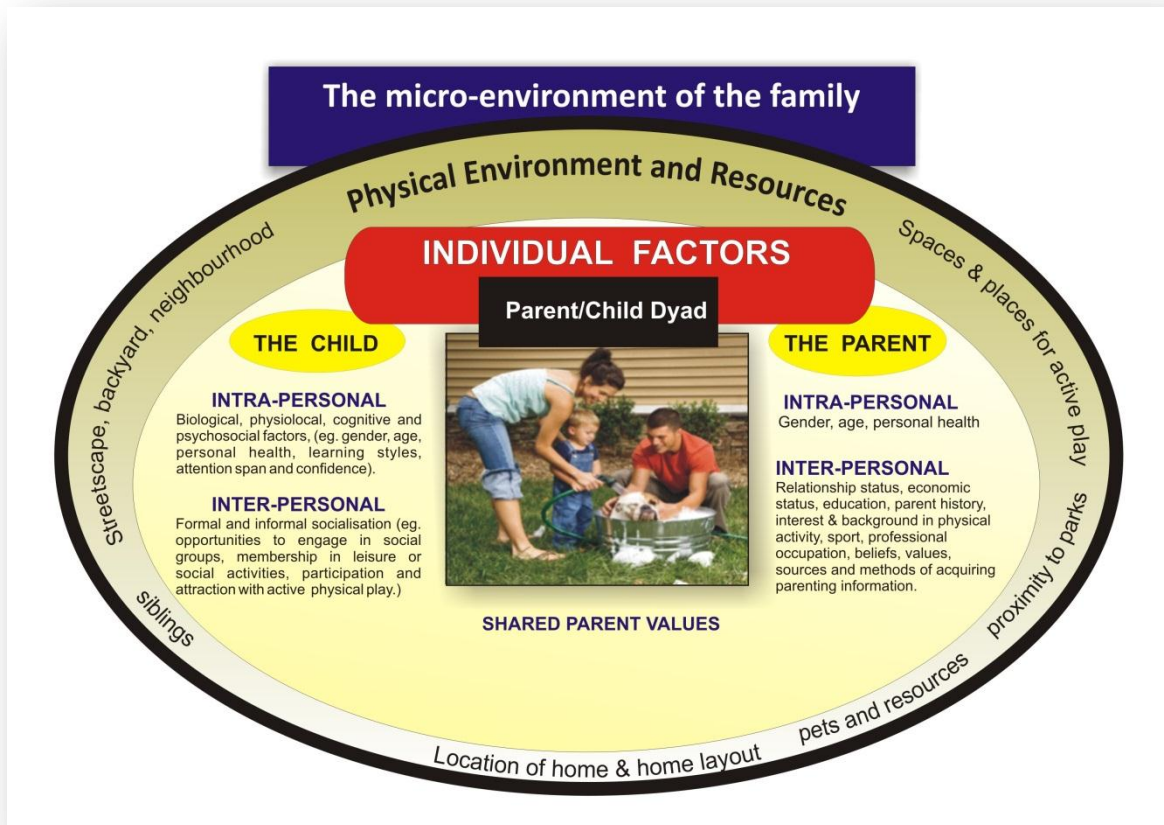 The micro-environment of the family
Physical Environment and Resources
Streetscape, backyard, neighbourhood
Spaces & places for active play
INDIVIDUAL FACTORS
Parent/Child Dyad
THE CHILD
INTRA-PERSONAL
Biological, physiolocal, cognitive and
psychosocial factors, (eg. gender, age,
personal health, learning styles,
attention span and confidence).
INTER-PERSONAL
Formal and informal socialisation (eg.
opportunities to engage in social
groups, membership in leisure or
social activities, participation and
attraction with active physical play.)
THE PARENT
INTRA-PERSONAL
Gender, age, personal health
INTER-PERSONAL
Relationship status, economic
status, education, parent history,
interest & background in physical
activity, sport, professional
occupation, beliefs, values,
sources and methods of acquiring
parenting information.
SHARED PARENT VALUES
siblings
proximity to parks
pets and resources
Location of home & home layout